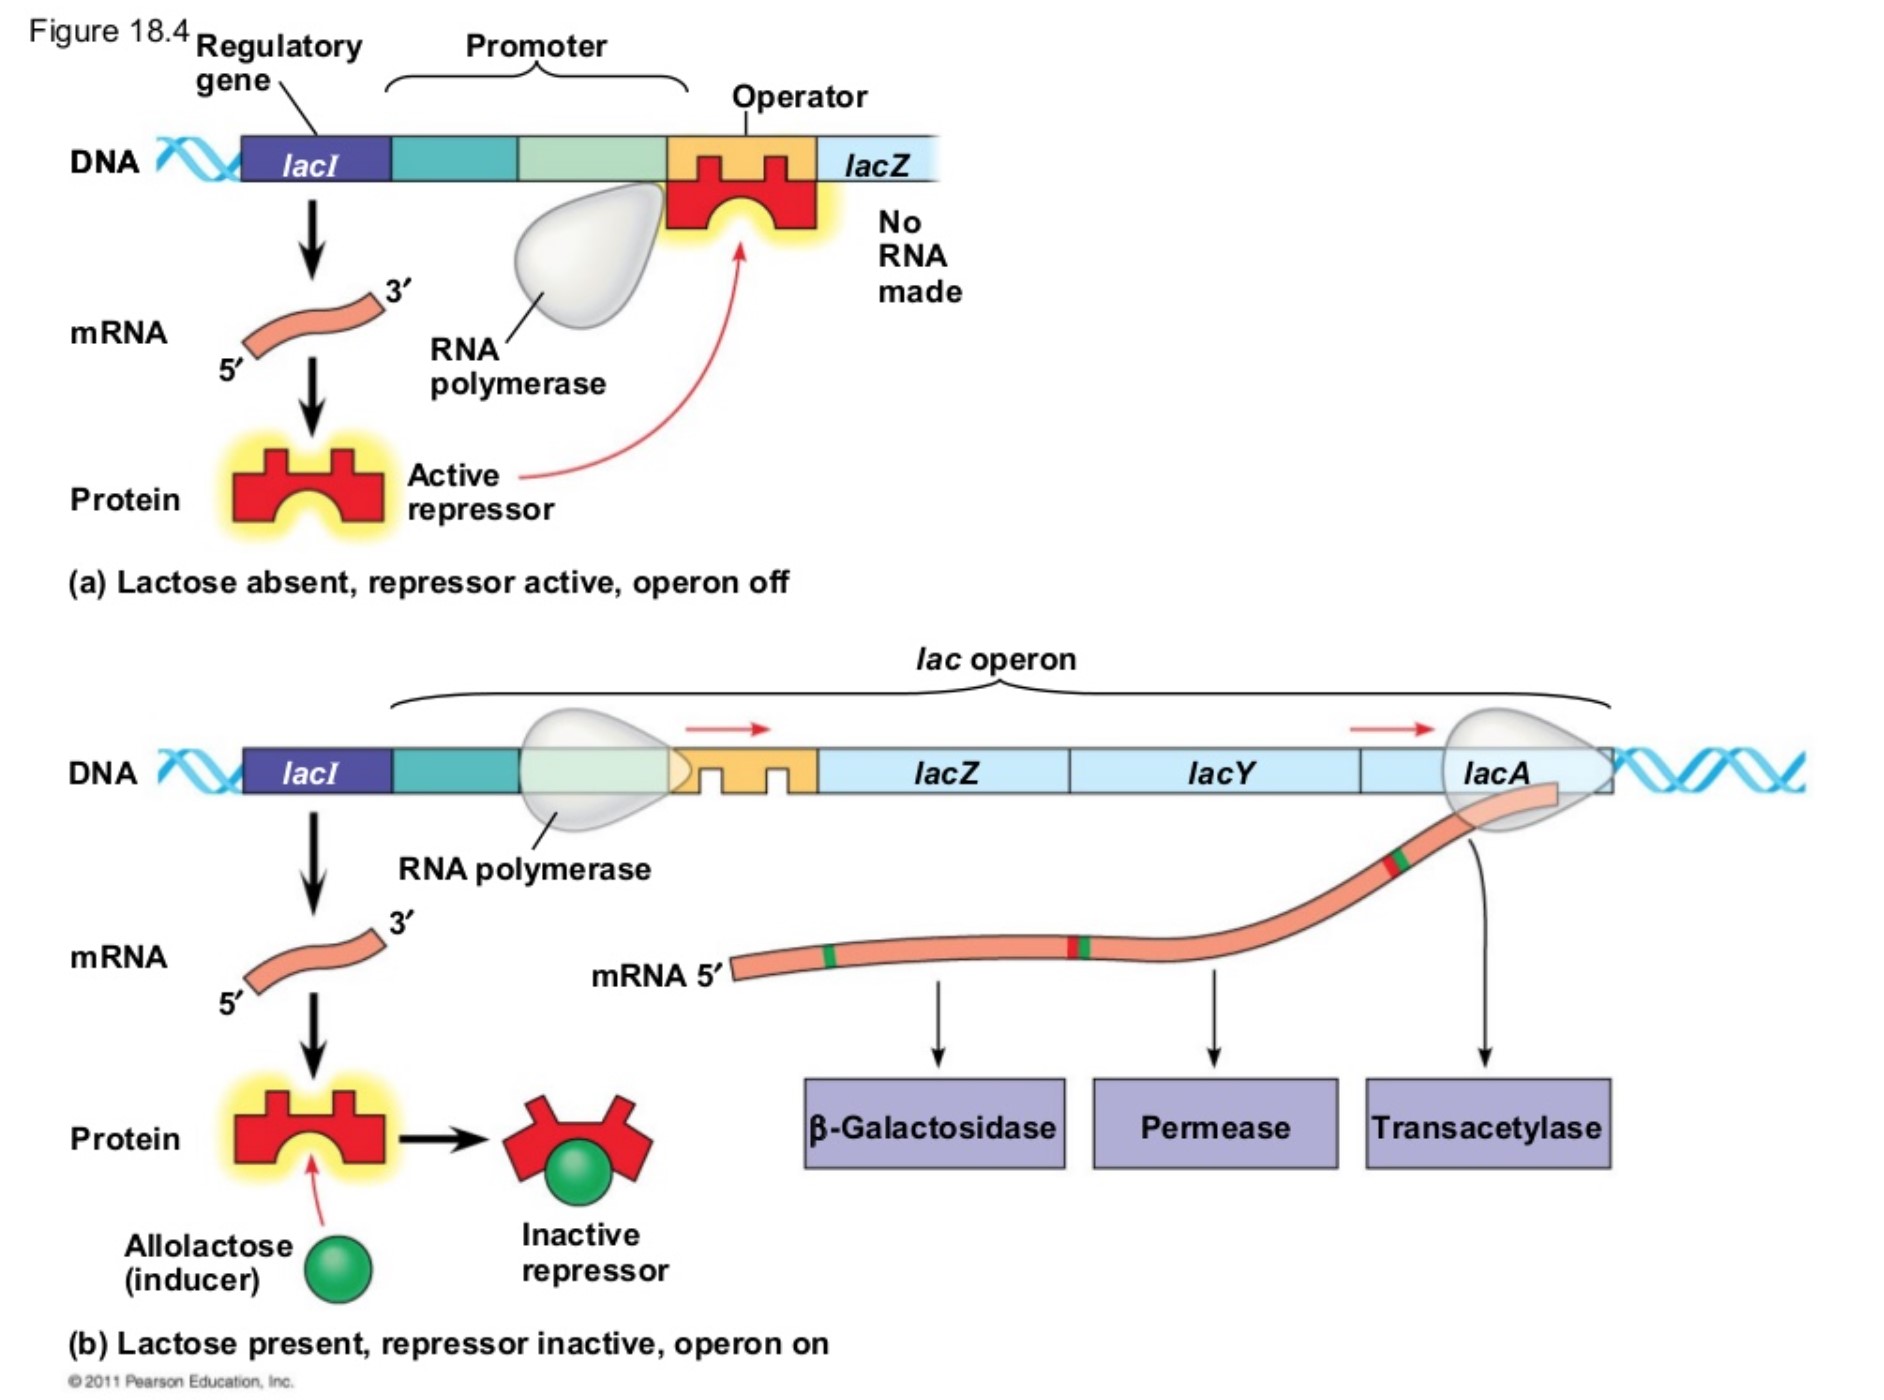 Figure 18.4
Regulatory
gene
Promoter
Operator
DNA
lacI
lacZ
No
RNA
made
3′
mRNA
5′
RNA
polymerase
Active
repressor
Protein
(a) Lactose absent, repressor active, operon off
lac operon
DNA
lacI
lacZ
lacY
lacA
RNA polymerase
3′
mRNA
5′
mRNA 5′
Protein
β-Galactosidase
Permease
Transacetylase
Allolactose
(inducer)
Inactive
repressor
(b) Lactose present, repressor inactive, operon on
© 2011 Pearson Education, Inc.